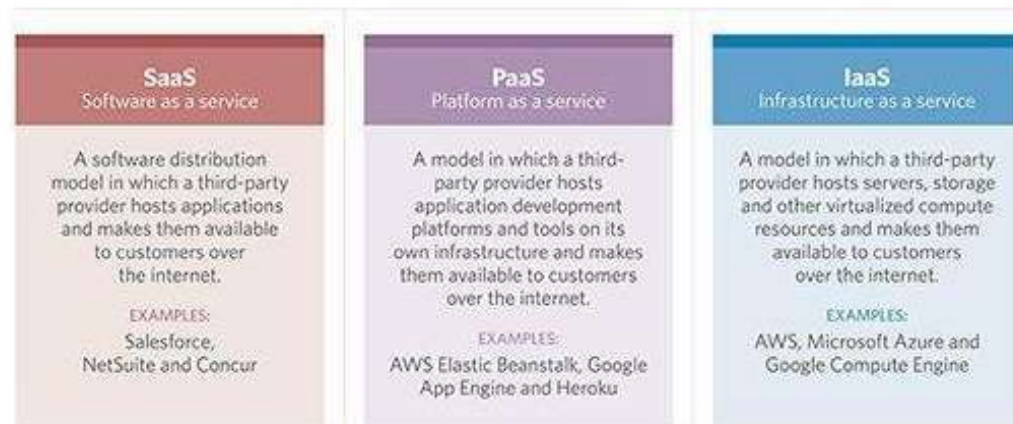 SaaS
Software as a service
A software distribution
model in which a third-party
provider hosts applications
and makes them available
to customers over
the internet.
EXAMPLES:
Salesforce,
NetSuite and Concur
PaaS
Platform as a service
A model in which a third-
party provider hosts
application development
platforms and tools on its
own infrastructure and makes
them available to customers
over the internet.
EXAMPLES:
AWS Elastic Beanstalk, Google
App Engine and Heroku
IaaS
Infrastructure as a service
A model in which a third-party
provider hosts servers, storage
and other virtualized compute
resources and makes them
available to customers
over the internet.
EXAMPLES:
AWS, Microsoft Azure and
Google Compute Engine